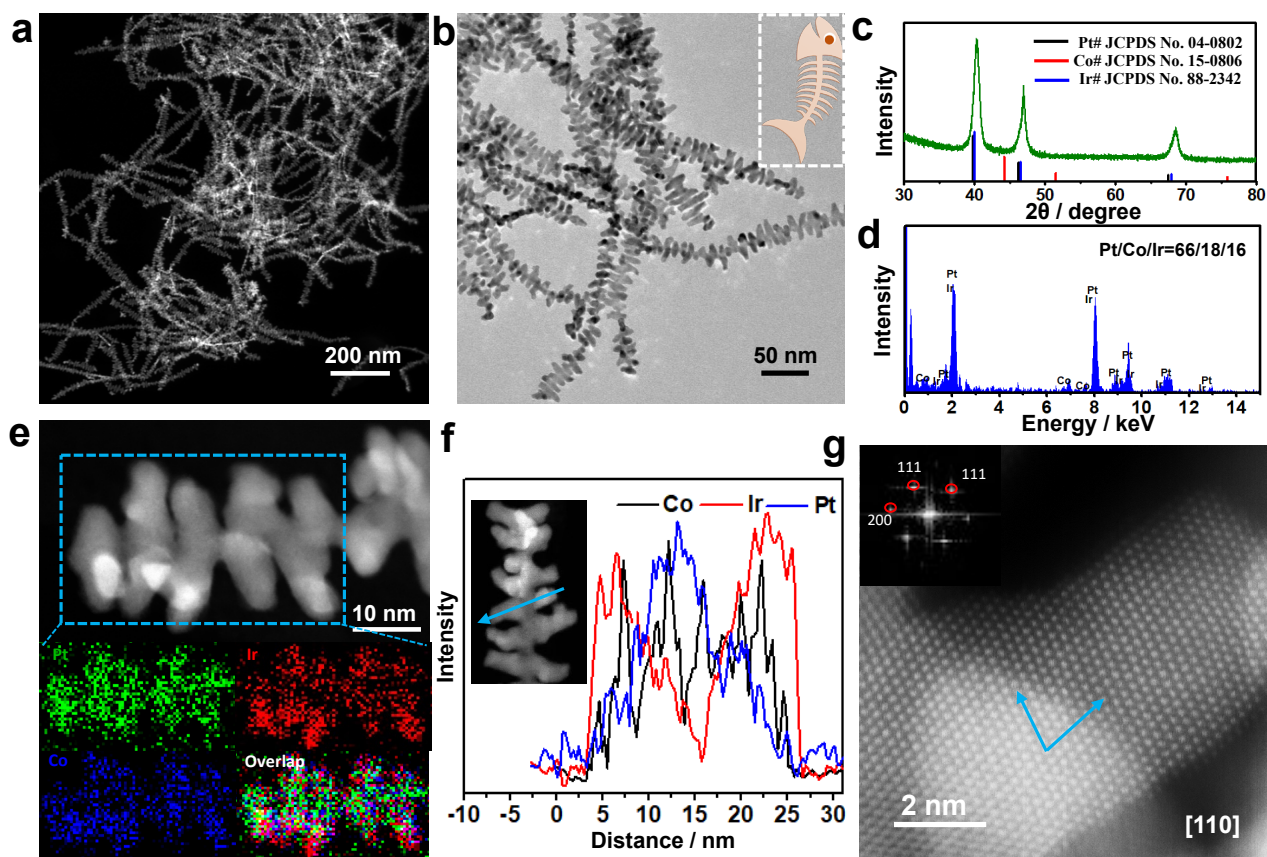 a
200 nm
b
50 nm
c
Intensity
Pt# JCPDS No. 04-0802
Co# JCPDS No. 15-0806
Ir# JCPDS No. 88-2342
30 40 50 60 70 80
2θ / degree
d
Intensity
Pt/Co/Ir=66/18/16
Pt
Ir
Co
Ir
Pt
Co
Co
Pt
Ir
Pt
Pt
Ir
Ir
Pt
Ir
Pt
0 2 4 6 8 10 12 14
Energy / keV
e
10 nm
Pt
Ir
Co
Overlap
f
Intensity
Co Ir Pt
-10 -5 0 5 10 15 20 25 30
Distance / nm
g
111
111
200
2 nm
[110]